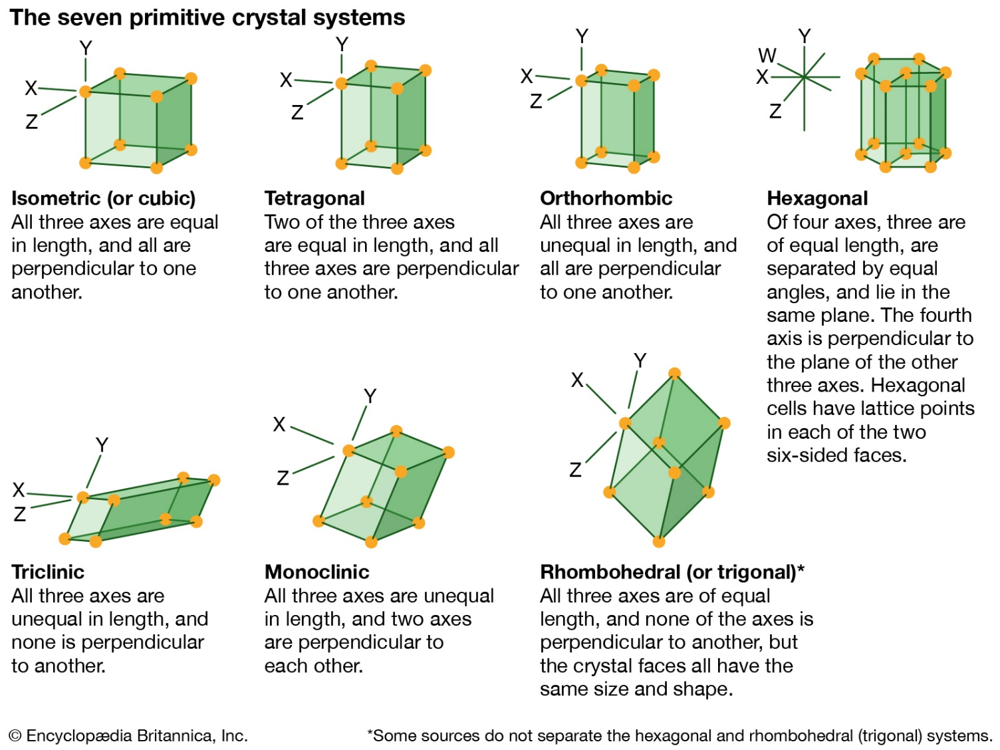 The seven primitive crystal systems
Y
X
Z
Y
X
Z
Y
X
Z
Y
W
X
Z
Isometric (or cubic)
All three axes are equal
in length, and all are
perpendicular to one
another.
Tetragonal
Two of the three axes
are equal in length, and all
three axes are perpendicular
to one another.
Orthorhombic
All three axes are
unequal in length, and
all are perpendicular
to one another.
Hexagonal
Of four axes, three are
of equal length, are
separated by equal
angles, and lie in the
same plane. The fourth
axis is perpendicular to
the plane of the other
three axes. Hexagonal
cells have lattice points
in each of the two
six-sided faces.
Y
X
Z
Y
X
Z
Y
X
Z
Triclinic
All three axes are
unequal in length, and
none is perpendicular
to another.
Monoclinic
All three axes are unequal
in length, and two axes
are perpendicular to
each other.
Rhombohedral (or trigonal)*
All three axes are of equal
length, and none of the axes is
perpendicular to another, but
the crystal faces all have the
same size and shape.
© Encyclopædia Britannica, Inc.
*Some sources do not separate the hexagonal and rhombohedral (trigonal) systems.